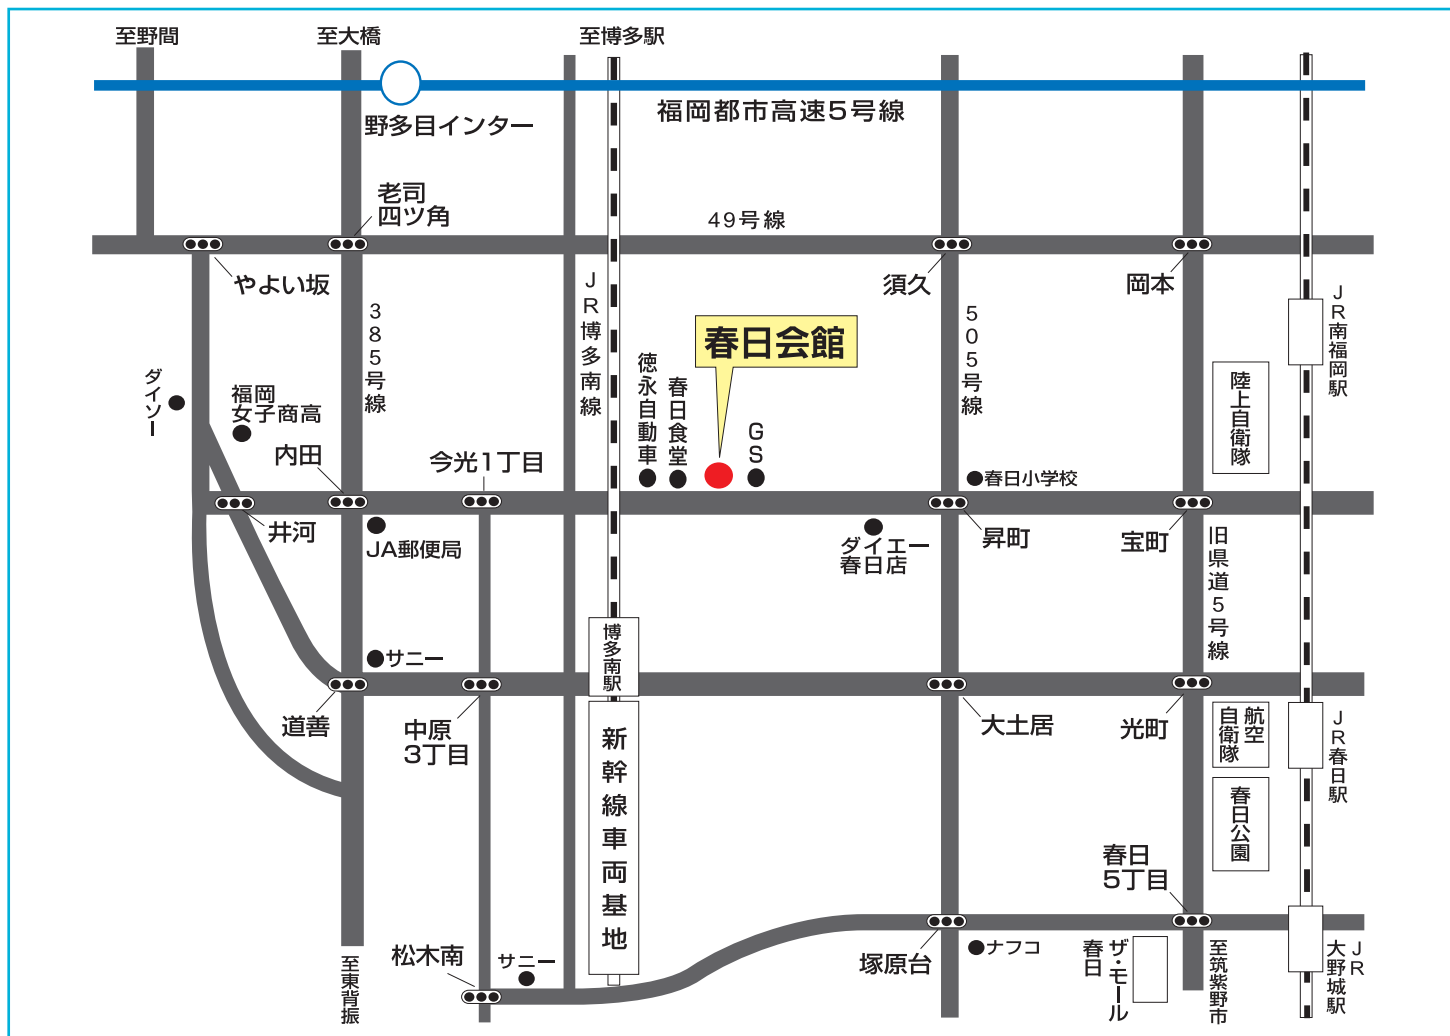 至野間
至大橋
至博多駅
野多目インター
福岡都市高速5号線
老司
四ツ角
49号線
やよい坂
須久
岡本
385号線
JR博多南線
505号線
JR南福岡駅
春日会館
徳永自動車
春日食堂
GS
ダイソー
福岡
女子商高
陸上自衛隊
内田
今光1丁目
春日小学校
井河
JA郵便局
ダイエー
春日店
昇町
宝町
旧県道5号線
サニー
博多南駅
道善
中原
3丁目
大土居
光町
航空
自衛隊
JR春日駅
新幹線車両基地
春日公園
春日
5丁目
松木南
サニー
塚原台
ナフコ
ザ・モール
春日
至筑紫野市
JR
大野城駅
至東背振